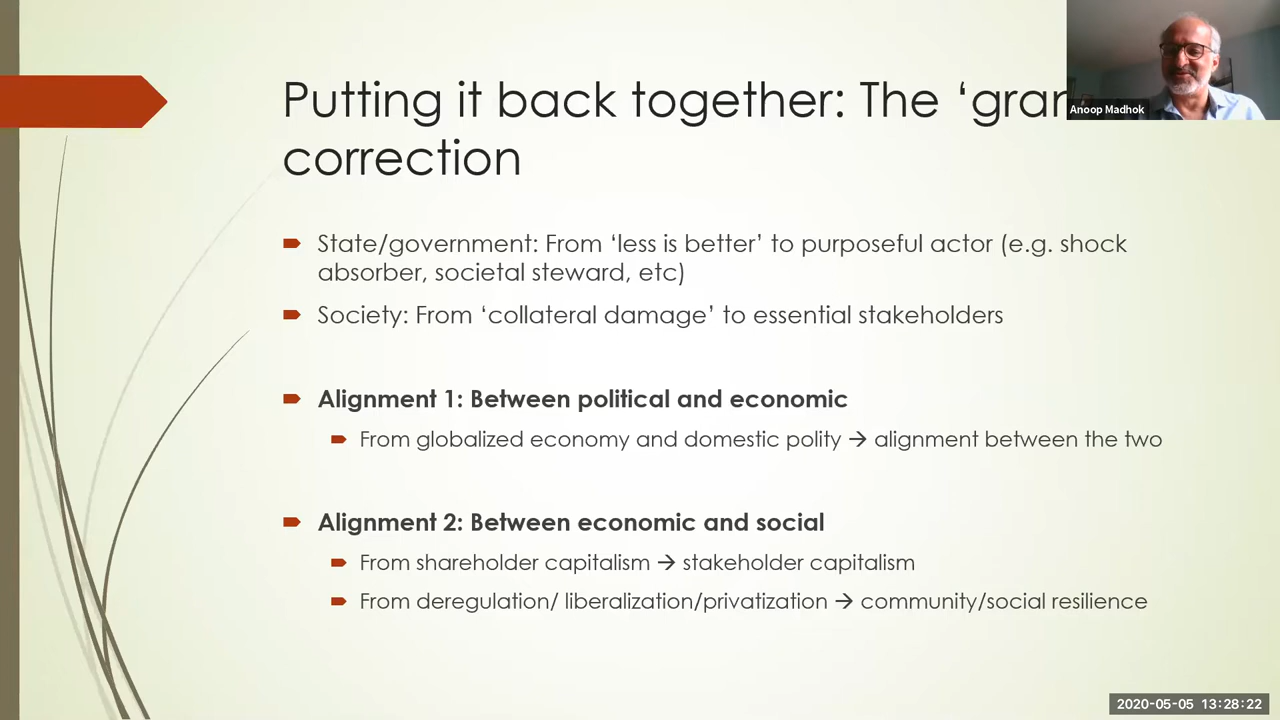 Putting it back together: The ‘gran
correction
Anoop Madhok
State/government: From ‘less is better’ to purposeful actor (e.g. shock
absorber, societal steward, etc)
Society: From ‘collateral damage’ to essential stakeholders
Alignment 1: Between political and economic
From globalized economy and domestic polity → alignment between the two
Alignment 2: Between economic and social
From shareholder capitalism → stakeholder capitalism
From deregulation/ liberalization/privatization → community/social resilience
2020-05-05 13:28:22